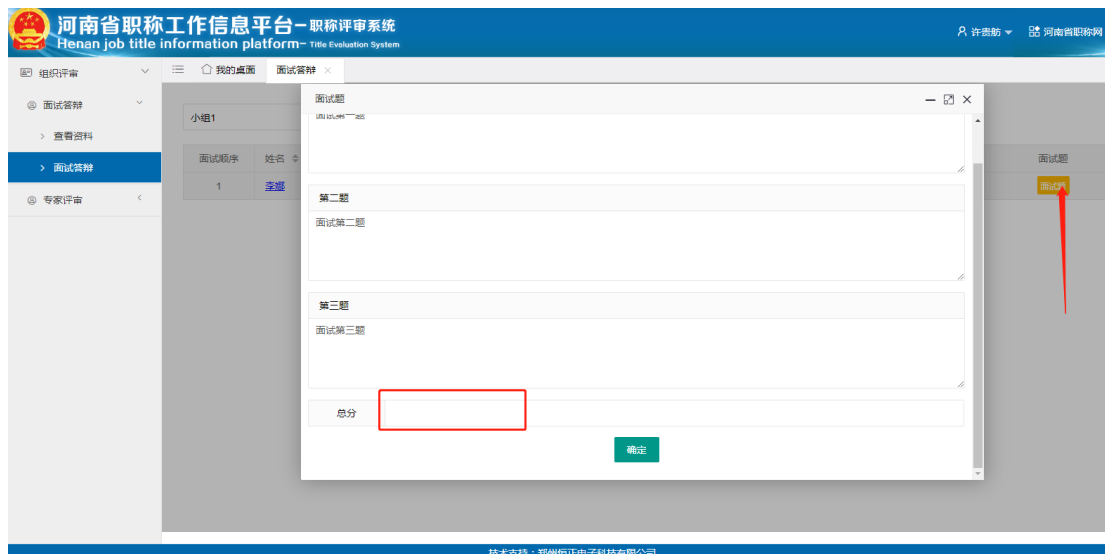 河南省职称工作信息平台-职称评审系统
Henan job title information platform- Title Evaluation System
许贵舫
河南省职称网
组织评审
我的桌面
面试答辩
面试答辩
查看资料
面试答辩
专家评审
小组1
面试顺序
姓名
面试题
1
李娜
面试题
面试题
面试第一题
第二题
面试第二题
第三题
面试第三题
总分
确定
技术支持：郑州恒正电子科技有限公司